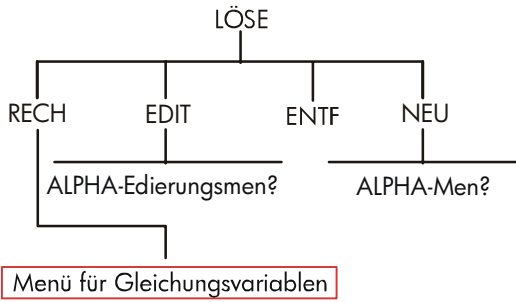 LÖSE
RECH EDIT ENTF NEU
ALPHA-Edierungsmen? ALPHA-Men?
Menü für Gleichungsvariablen